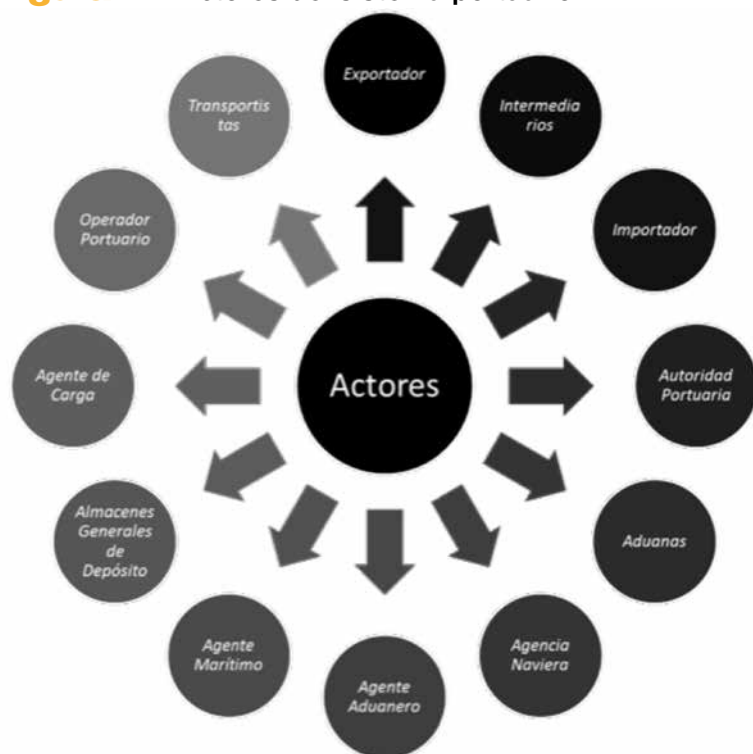 Exportador
Intermedia
rios
Importador
Autoridad
Portuaria
Aduanas
Agencia
Naviera
Agente
Aduanero
Agente
Marítimo
Almacenes
Generales
de
Depósito
Agente de
Carga
Operador
Portuario
Transportis
tas
Actores